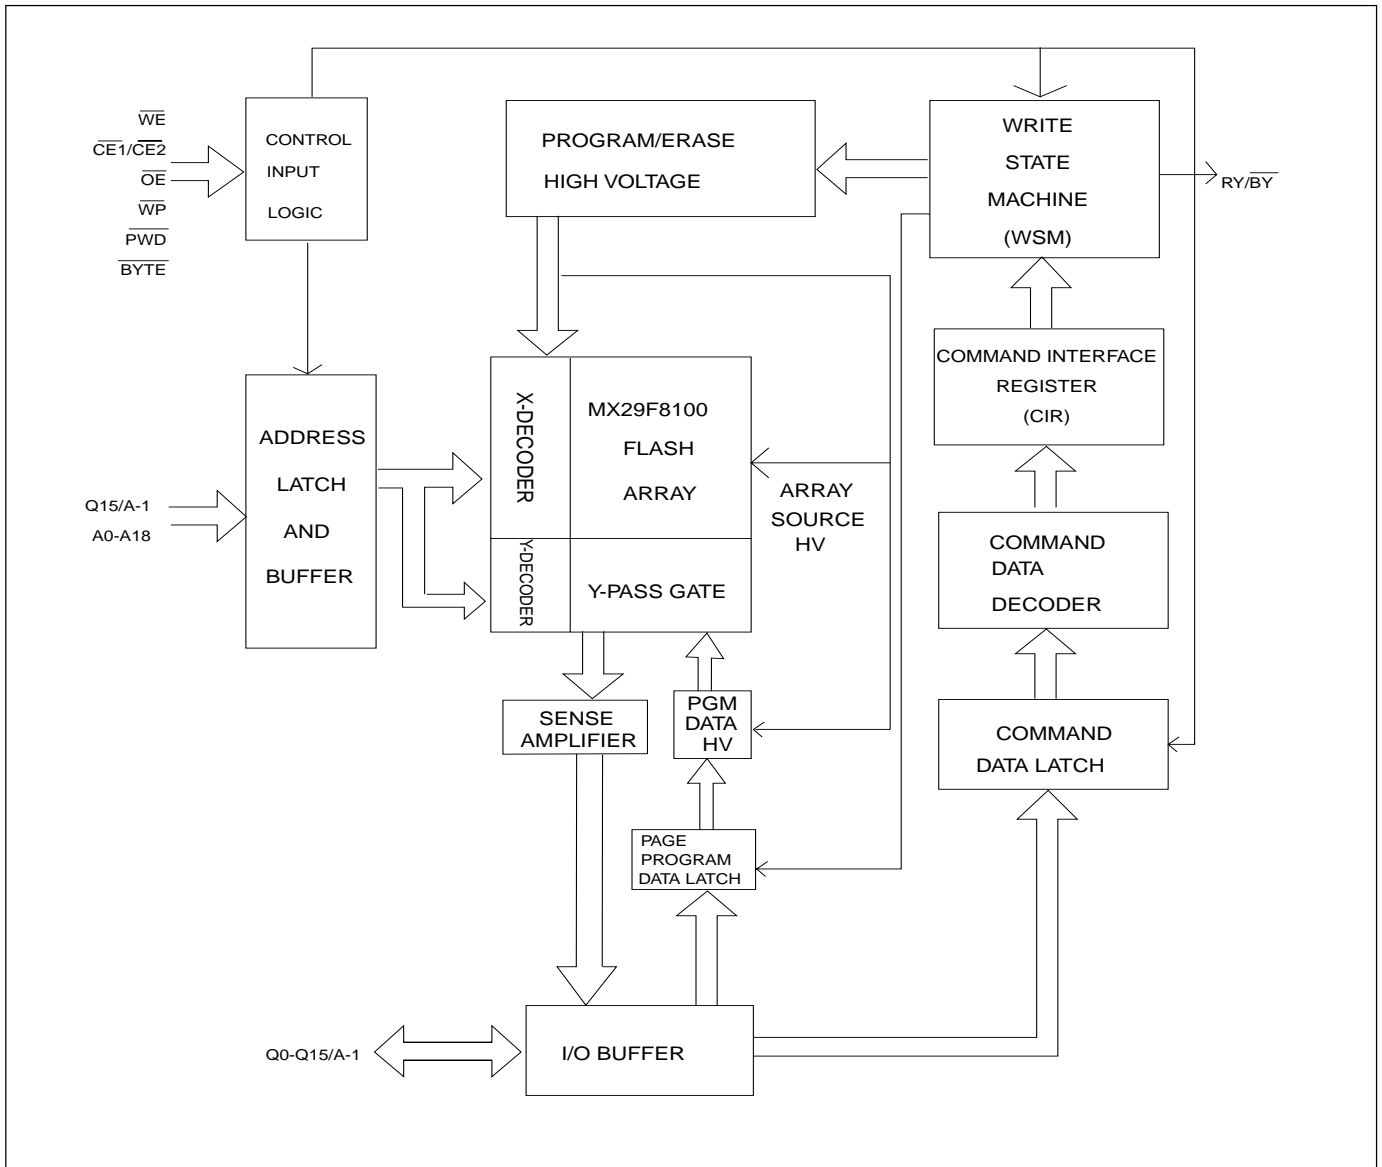 WE
CE1/CE2
OE
WP
PWD
BYTE
CONTROL
INPUT
LOGIC
PROGRAM/ERASE
HIGH VOLTAGE
WRITE
STATE
MACHINE
(WSM)
RY/BY
COMMAND INTERFACE
REGISTER
(CIR)
ADDRESS
LATCH
AND
BUFFER
Q15/A-1
A0-A18
X-DECODER
MX29F8100
FLASH
ARRAY
ARRAY
SOURCE
HV
Y-DECODER
Y-PASS GATE
COMMAND
DATA
DECODER
SENSE
AMPLIFIER
PGM
DATA
HV
COMMAND
DATA LATCH
PAGE
PROGRAM
DATA LATCH
Q0-Q15/A-1
I/O BUFFER